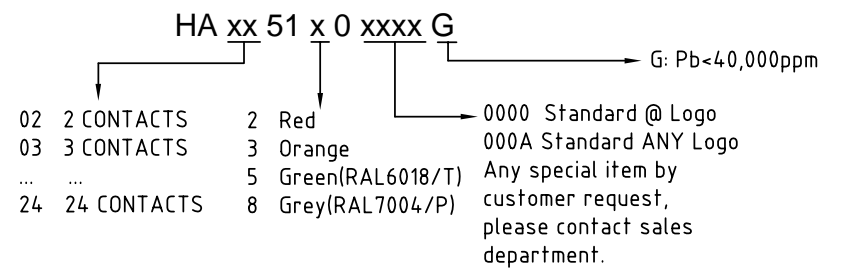 HA xx 51 x 0 xxxx G
G: Pb<40,000ppm
02 2 CONTACTS
03 3 CONTACTS
... ...
24 24 CONTACTS
2 Red
3 Orange
5 Green(RAL6018/T)
8 Grey(RAL7004/P)
0000 Standard @ Logo
000A Standard ANY Logo
Any special item by
customer request,
please contact sales
department.